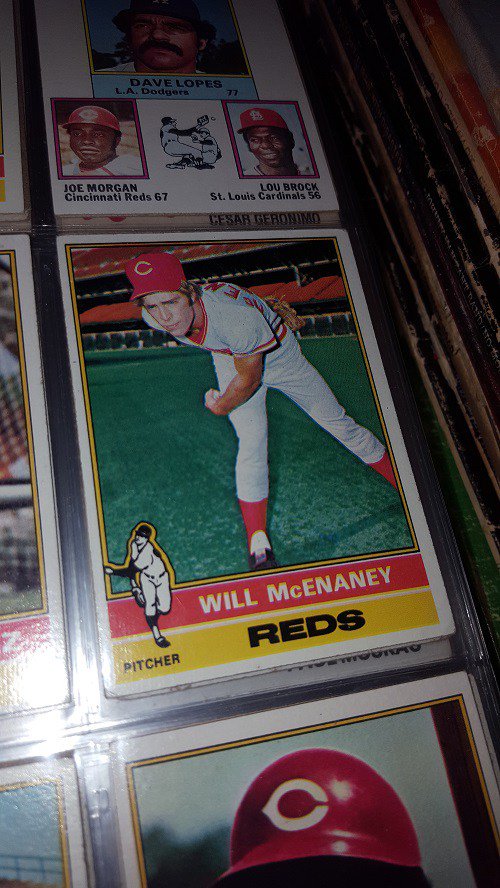 DAVE LOPES
L.A. Dodgers 77
JOE MORGAN
Cincinnati Reds 67
LOU BROCK
St. Louis Cardinals 56
CESAR GERONIMO
C
WILL McENANEY
REDS
PITCHER
C